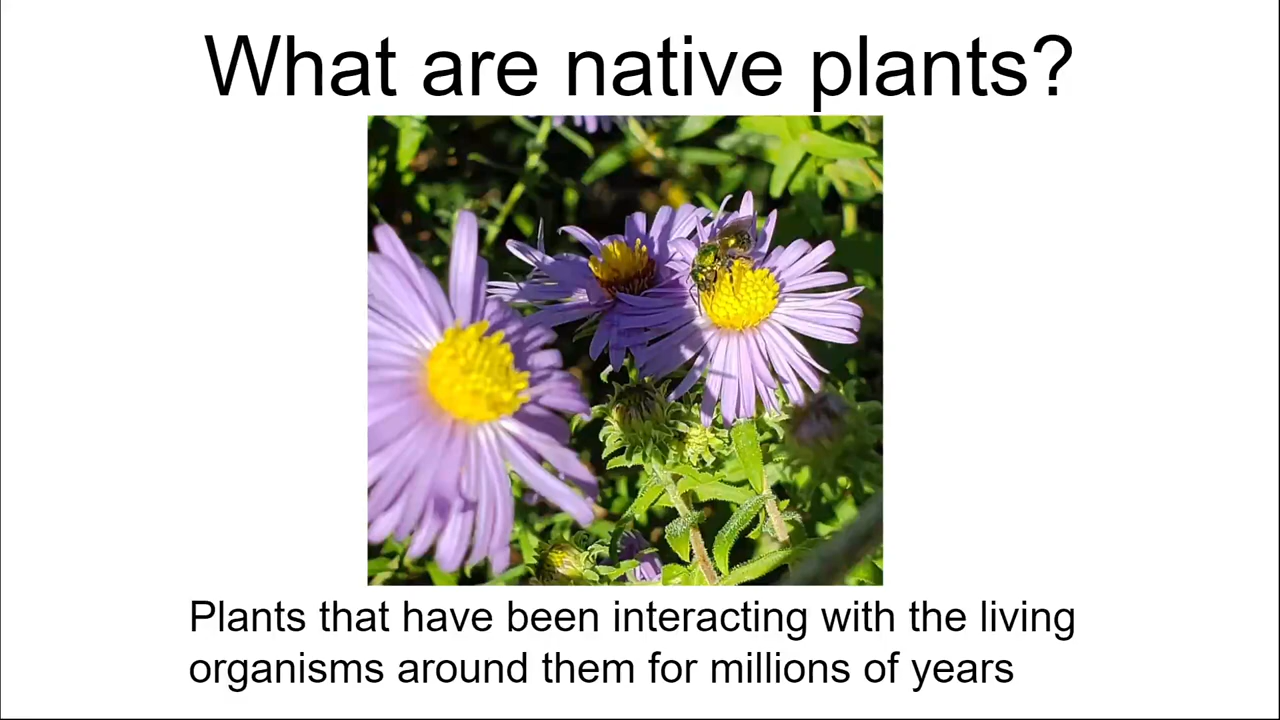 What are native plants?
Plants that have been interacting with the living
organisms around them for millions of years